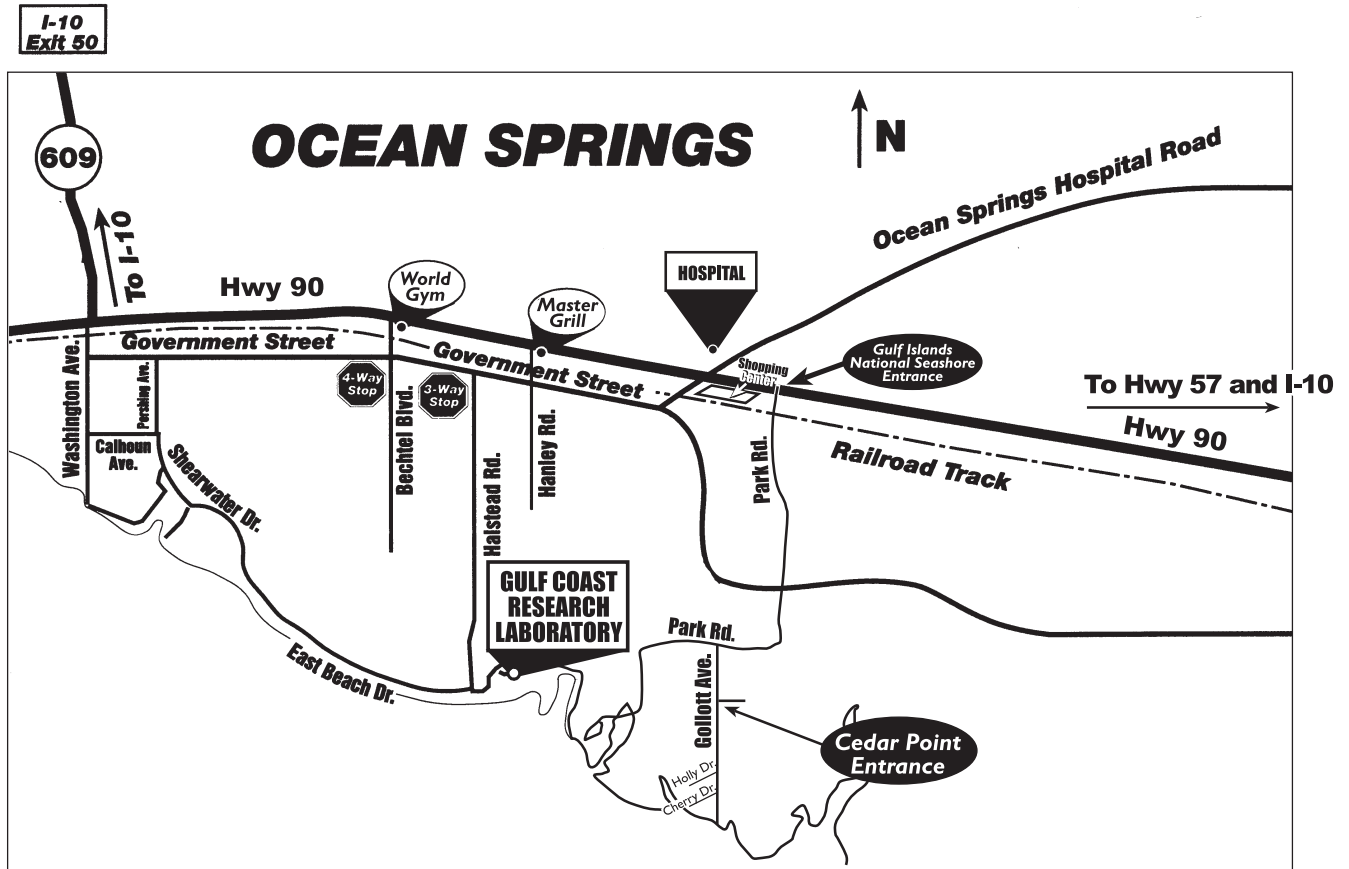 I-10
Exit 50
OCEAN SPRINGS
N
609
To I-10
Ocean Springs Hospital Road
Hwy 90
World
Gym
Master
Grill
HOSPITAL
Government Street
Government Street
Shopping
Center
Gulf Islands
National Seashore
Entrance
To Hwy 57 and I-10
Hwy 90
Railroad Track
Washington Ave.
Pershing Ave.
Calhoun
Ave.
Shearwater Dr.
4-Way
Stop
3-Way
Stop
Bechtel Blvd.
Halstead Rd.
Hanley Rd.
Park Rd.
GULF COAST
RESEARCH
LABORATORY
Park Rd.
East Beach Dr.
Gollott Ave.
Cedar Point
Entrance
Holly Dr.
Cherry Dr.